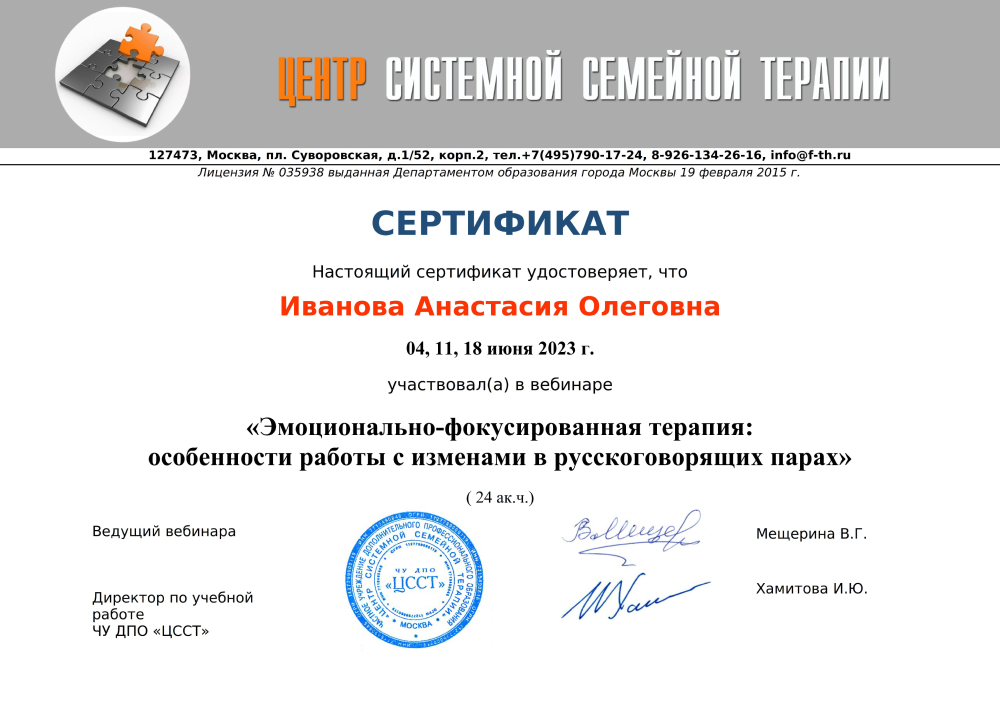 ЦЕНТР СИСТЕМНОЙ СЕМЕЙНОЙ ТЕРАПИИ
127473, Москва, пл. Суворовская, д.1/52, корп.2, тел.+7(495)790-17-24, 8-926-134-26-16, info@f-th.ru
Лицензия № 035938 выданная Департаментом образования города Москвы 19 февраля 2015 г.
СЕРТИФИКАТ
Настоящий сертификат удостоверяет, что
Иванова Анастасия Олеговна
04, 11, 18 июня 2023 г.
участвовал(а) в вебинаре
«Эмоционально-фокусированная терапия:
особенности работы с изменами в русскоговорящих парах»
( 24 ак.ч.)
Ведущий вебинара
Мещерина В.Г.
Директор по учебной
работе
ЧУ ДПО «ЦССТ»
Хамитова И.Ю.
ЧАСТНОЕ УЧРЕЖДЕНИЕ ДОПОЛНИТЕЛЬНОГО ПРОФЕССИОНАЛЬНОГО ОБРАЗОВАНИЯ
«ЦЕНТР СИСТЕМНОЙ СЕМЕЙНОЙ ТЕРАПИИ»
ЧУ ДПО
«ЦССТ»
МОСКВА